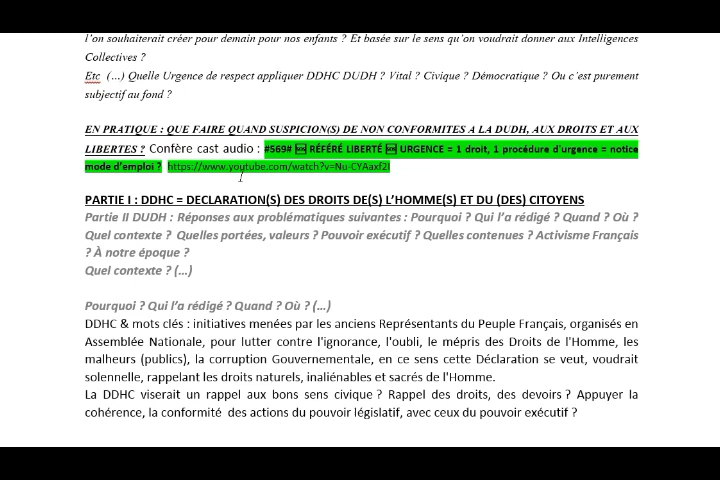 l'on souhaiterait créer pour demain pour nos enfants ? Et basée sur le sens qu'on voudrait donner aux Intelligences
Collectives ?
Etc (…) Quelle Urgence de respect appliquer DDHC DUDH ? Vital ? Civique ? Démocratique ? Ou c'est purement
subjectif au fond ?
EN PRATIQUE : QUE FAIRE QUAND SUSPICION(S) DE NON CONFORMITES A LA DUDH, AUX DROITS ET AUX
LIBERTES ? Confère cast audio : #569# 🆘 RÉFÉRÉ LIBERTÉ 🆘 URGENCE = 1 droit, 1 procédure d'urgence = notice
mode d'emploi ? https://www.youtube.com/watch?v=Nu-CYAaxf2I
PARTIE I : DDHC = DECLARATION(S) DES DROITS DE(S) L'HOMME(S) ET DU (DES) CITOYENS
Partie II DUDH : Réponses aux problématiques suivantes : Pourquoi ? Qui l'a rédigé ? Quand ? Où ?
Quel contexte ? Quelles portées, valeurs ? Pouvoir exécutif ? Quelles contenues ? Activisme Français
? À notre époque ?
Quel contexte ? (…)
Pourquoi ? Qui l'a rédigé ? Quand ? Où ? (…)
DDHC & mots clés : initiatives menées par les anciens Représentants du Peuple Français, organisés en
Assemblée Nationale, pour lutter contre l'ignorance, l'oubli, le mépris des Droits de l'Homme, les
malheurs (publics), la corruption Gouvernementale, en ce sens cette Déclaration se veut, voudrait
solennelle, rappelant les droits naturels, inaliénables et sacrés de l'Homme.
La DDHC viserait un rappel aux bons sens civique ? Rappel des droits, des devoirs ? Appuyer la
cohérence, la conformité des actions du pouvoir législatif, avec ceux du pouvoir exécutif ?